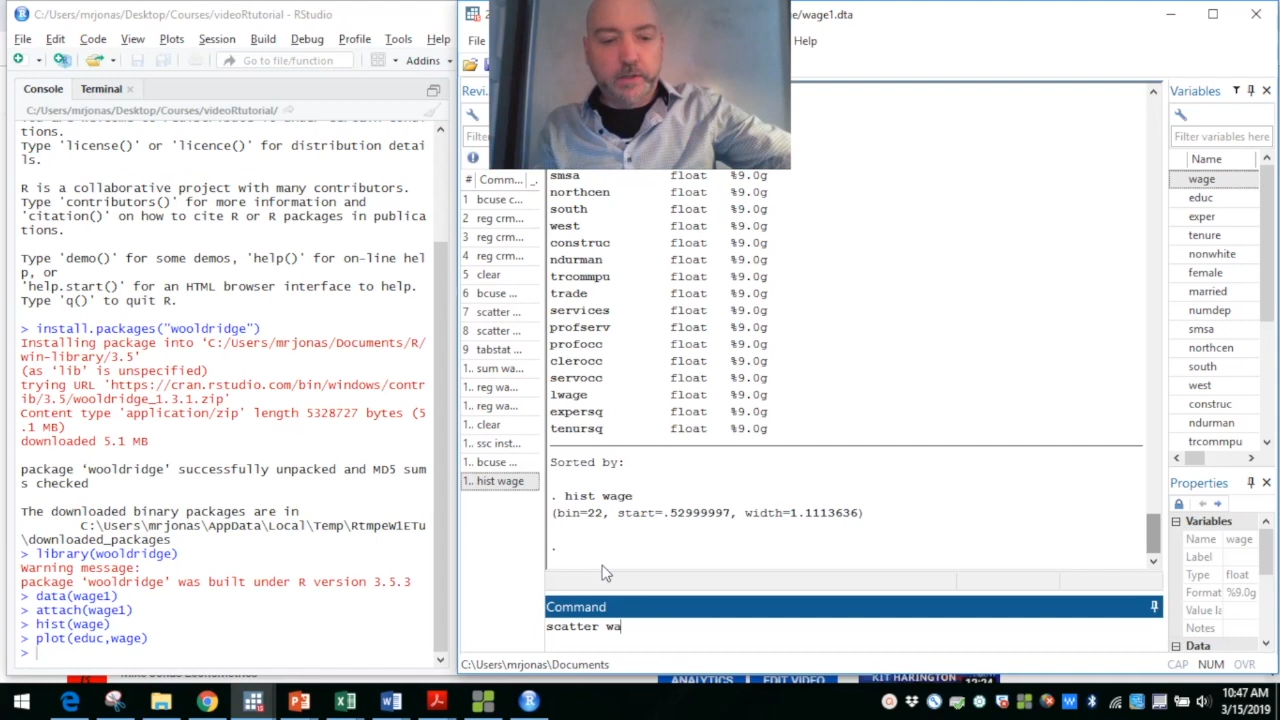 C:/Users/mrjonas/Desktop/Courses/videoRtutorial - RStudio
File Edit Code View Plots Session Build Debug Profile Tools Help
Go to file/function
Addins
Console Terminal
C:/Users/mrjonas/Desktop/Courses/videoRtutorial/
tions.
Type 'license()' or 'licence()' for distribution detai
ls.
R is a collaborative project with many contributors.
Type 'contributors()' for more information and
'citation()' on how to cite R or R packages in publica
tions.
Type 'demo()' for some demos, 'help()' for on-line hel
p, or
'help.start()' for an HTML browser interface to help.
Type 'q()' to quit R.
> install.packages("wooldridge")
Installing package into 'C:/Users/mrjonas/Documents/R/
win-library/3.5'
(as 'lib' is unspecified)
trying URL 'https://cran.rstudio.com/bin/windows/contr
ib/3.5/wooldridge_1.3.1.zip'
Content type 'application/zip' length 5328727 bytes (5
.1 MB)
downloaded 5.1 MB
package 'wooldridge' successfully unpacked and MD5 sum
s checked
The downloaded binary packages are in
C:\Users\mrjonas\AppData\Local\Temp\RtmpeWlETu
\downloaded_packages
> library(wooldridge)
Warning message:
package 'wooldridge' was built under R version 3.5.3
> data(wage1)
> attach(wage1)
> hist(wage)
> plot(educ,wage)
>
e/wage1.dta
File
Help
Revi..
Filter
# Comm...
1 bcuse c...
2 reg crm...
3 reg crm...
4 reg crm...
5 clear
6 bcuse ...
7 scatter ...
8 scatter ...
9 tabstat ...
1.. sum wa...
1.. reg wa...
1.. reg wa...
1.. clear
1.. ssc inst...
1.. bcuse ...
1.. hist wage
smsa float %9.0g
northcen float %9.0g
south float %9.0g
west float %9.0g
construc float %9.0g
ndurman float %9.0g
trcommpu float %9.0g
trade float %9.0g
services float %9.0g
profserv float %9.0g
profocc float %9.0g
clerocc float %9.0g
servocc float %9.0g
lwage float %9.0g
expersq float %9.0g
tenursq float %9.0g
Sorted by:
. hist wage
(bin=22, start=.52999997, width=1.1113636)
.
Command
scatter wa
C:\Users\mrjonas\Documents
CAP NUM OVR
Variables
Filter variables here
Name
wage
educ
exper
tenure
nonwhite
female
married
numdep
smsa
northcen
south
west
construc
ndurman
trcommpu
Properties
Variables
Name wage
Label
Type float
Format %9.0g
Value la
Notes
Data
ANALYTICS
EDIT VIDEO
KIT HARINGTON
10:47 AM
3/15/2019